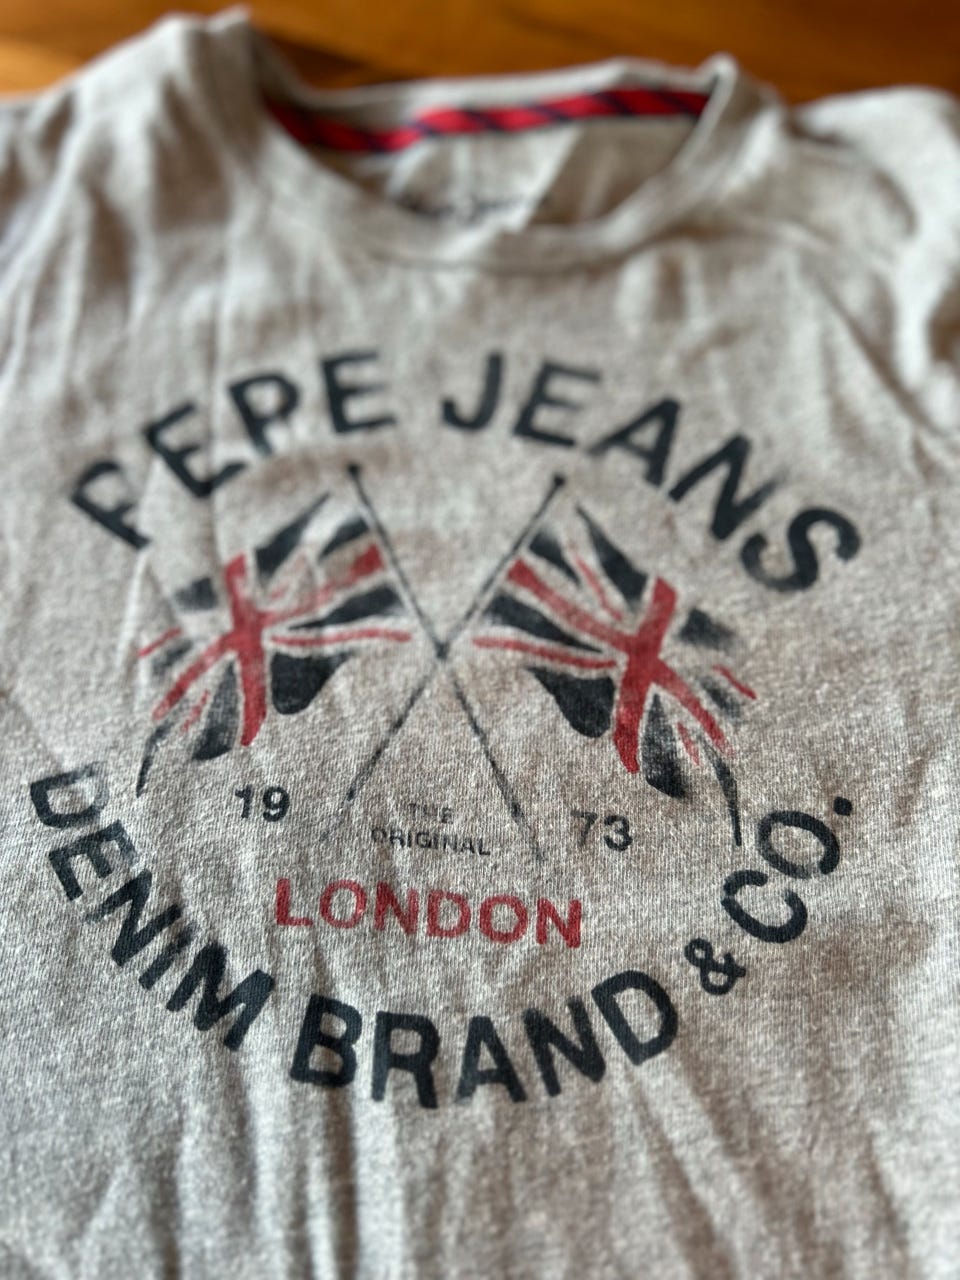 PEPE JEANS
19 73
THE
ORIGINAL
LONDON
DENIM BRAND & CO.